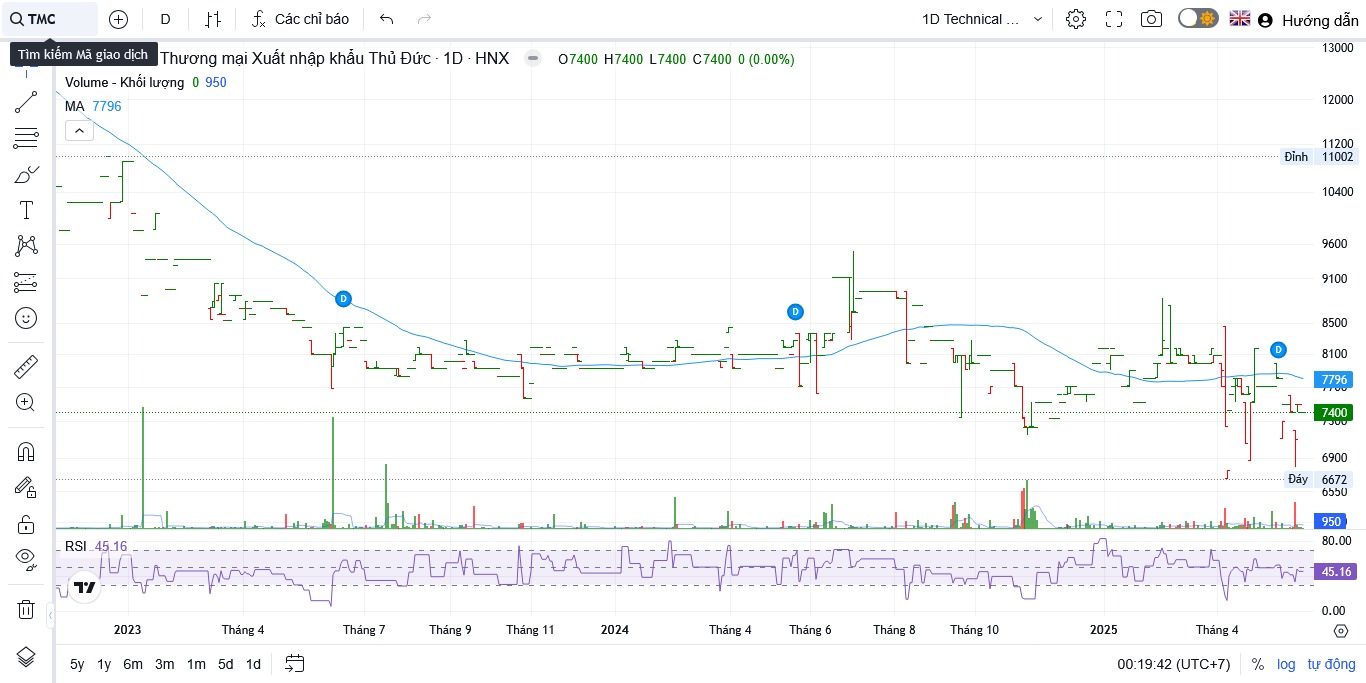 TMC
D
Các chỉ báo
1D Technical ...
Hướng dẫn
Tìm kiếm Mã giao dịch
Thương mại Xuất nhập khẩu Thủ Đức · 1D · HNX
O7400 H7400 L7400 C7400 0 (0.00%)
Volume - Khối lượng 0 950
MA 7796
13000
12000
11200
Đỉnh 11002
10400
9600
9100
8500
8100
7796
7700
7400
7300
6900
Đáy 6672
6550
950
D
D
D
RSI 45.16
80.00
45.16
0.00
2023
Tháng 4
Tháng 7
Tháng 9
Tháng 11
2024
Tháng 4
Tháng 6
Tháng 8
Tháng 10
2025
Tháng 4
5y 1y 6m 3m 1m 5d 1d
00:19:42 (UTC+7)
% log tự động